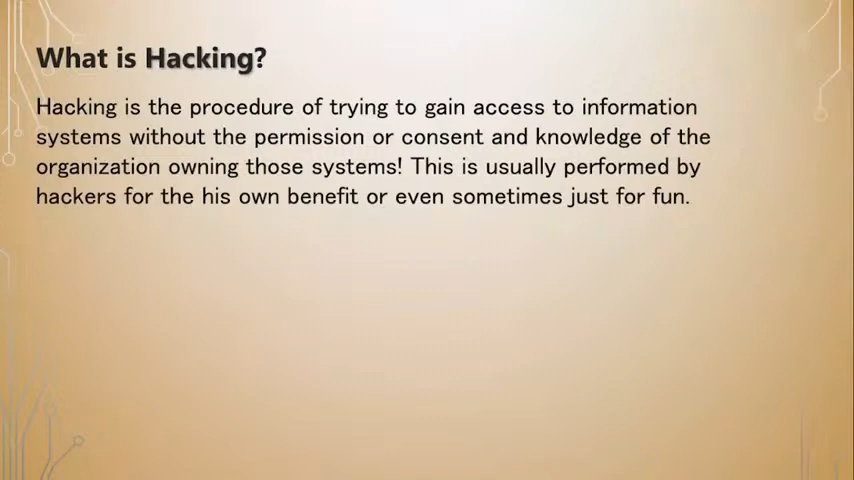 What is Hacking?
Hacking is the procedure of trying to gain access to information
systems without the permission or consent and knowledge of the
organization owning those systems! This is usually performed by
hackers for the his own benefit or even sometimes just for fun.